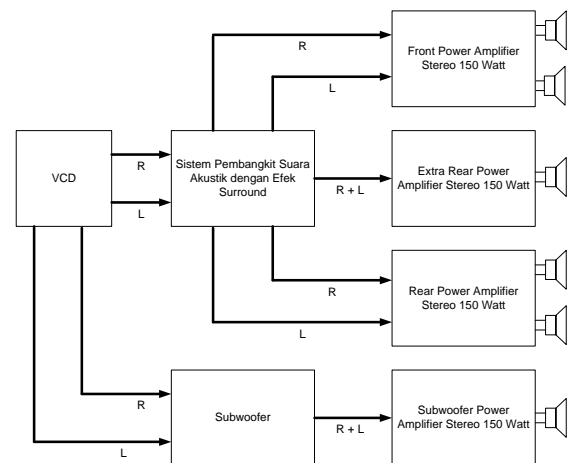 R
Front Power Amplifier
Stereo 150 Watt
L
VCD
R
L
Sistem Pembangkit Suara
Akustik dengan Efek
Surround
R + L
Extra Rear Power
Amplifier Stereo 150 Watt
R
L
Rear Power Amplifier
Stereo 150 Watt
R
L
Subwoofer
R + L
Subwoofer Power
Amplifier Stereo 150 Watt